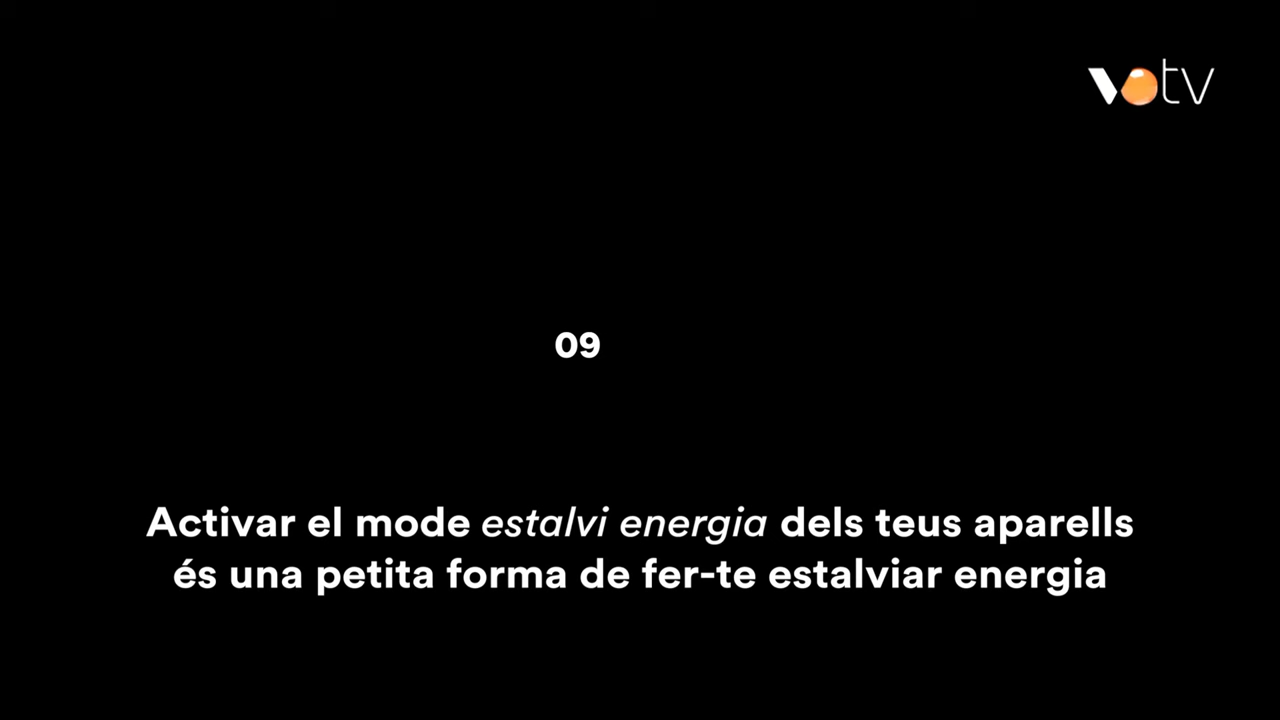 votv
09
Activar el mode estalvi energia dels teus aparells
és una petita forma de fer-te estalviar energia